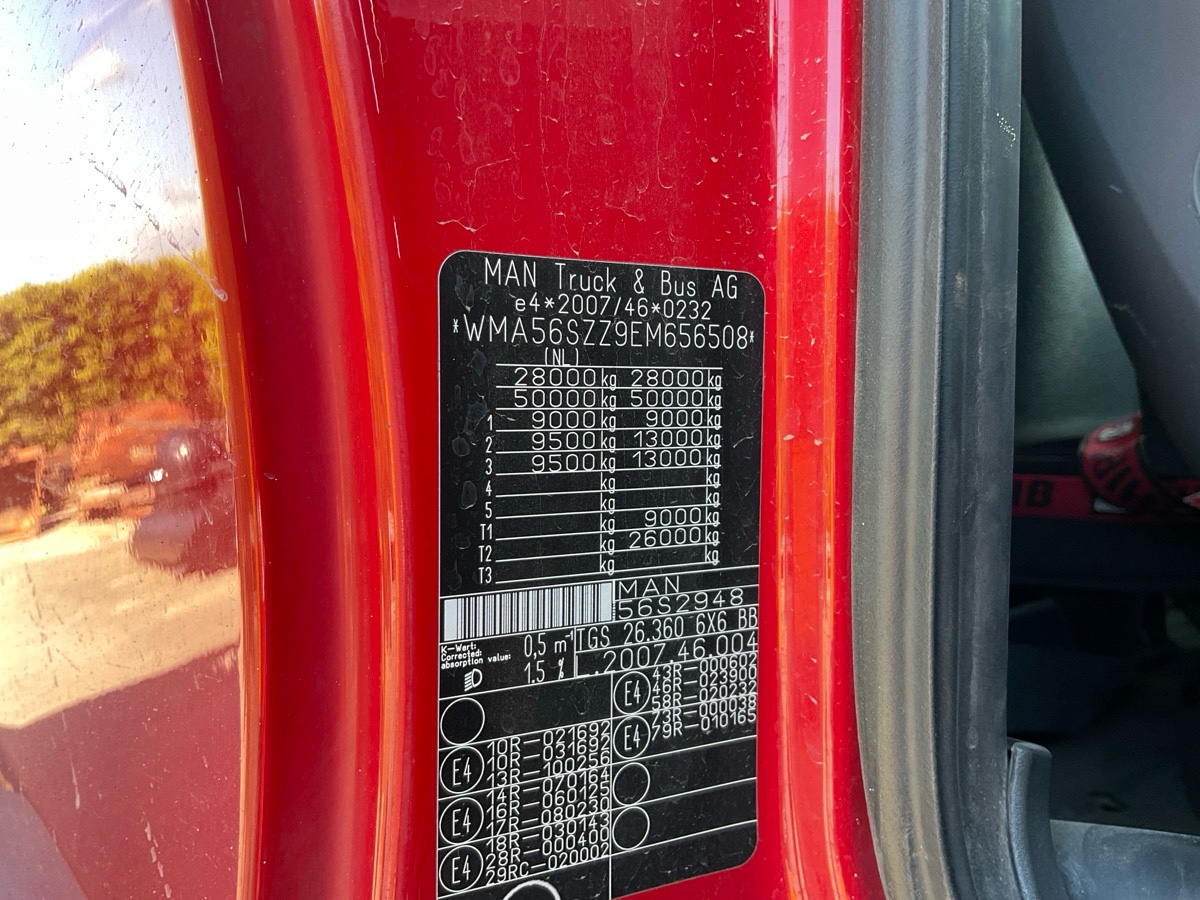 MAN Truck & Bus AG
e4*2007/46*0232
*WMA56SZZ9EM656508*
(NL)
28000 kg 28000 kg
50000 kg 50000 kg
1 9000 kg 9000 kg
2 9500 kg 13000 kg
3 9500 kg 13000 kg
4 kg kg
5 kg kg
T1 kg 9000 kg
T2 kg 26000 kg
T3 kg kg
MAN
56S2948
K-Wert:
Corrected
absorption value:
0,5 m-1
1.5 %
TGS 26.360 6X6 BB
L.2007.46.004
E4
43R-000602
46R-023900
58R-020232
E4
73R-000038
79R-010165
E4
10R-021692
10R-031692
13R-100256
E4
14R-070164
16R-060125
17R-080230
E4
18R-030143
28R-000400
29RC-020002